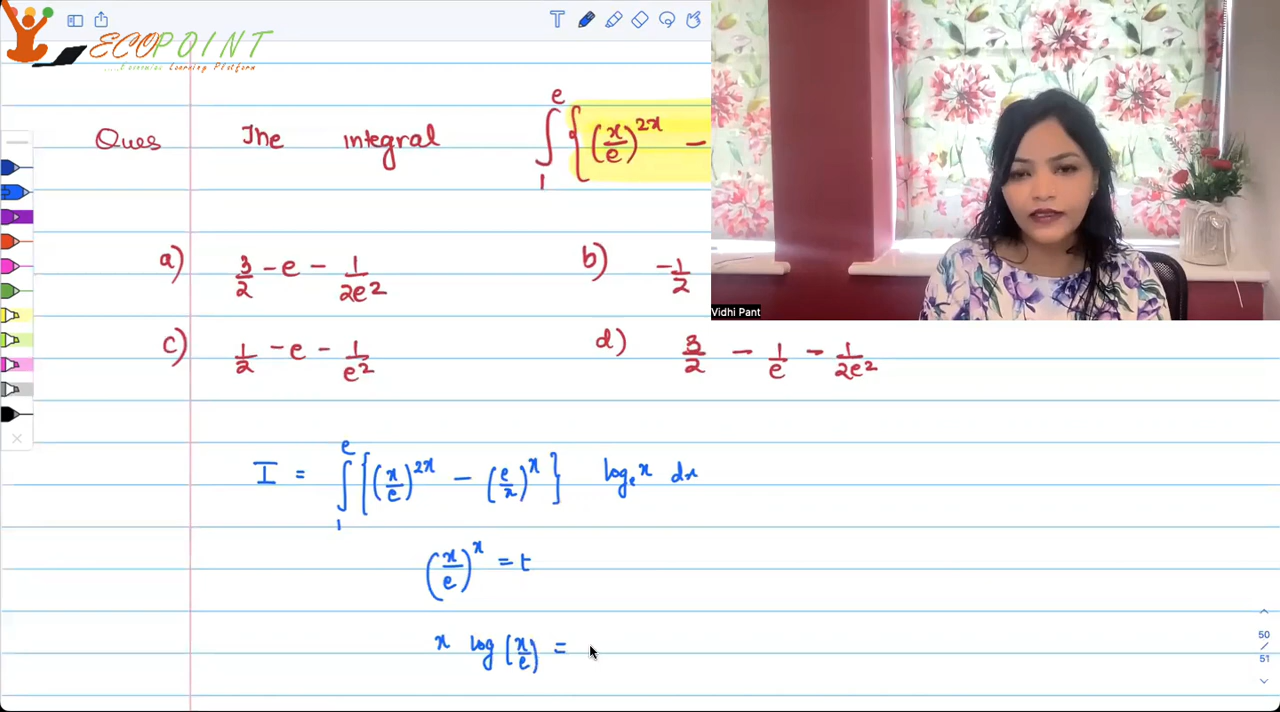 ECOPOINT
.....Economics Learning Platform
Ques The integral ∫₁ᵉ { (x/e)^2x −
a) 3/2 − e − 1/2e² b) −1/2
Vidhi Pant
c) 1/2 − e − 1/e² d) 3/2 − 1/e − 1/2e²
I = ∫₁ᵉ { (x/e)^2x − (e/x)^x } logₑx dx
(x/e)^x = t
x log (x/e) =
50
/
51